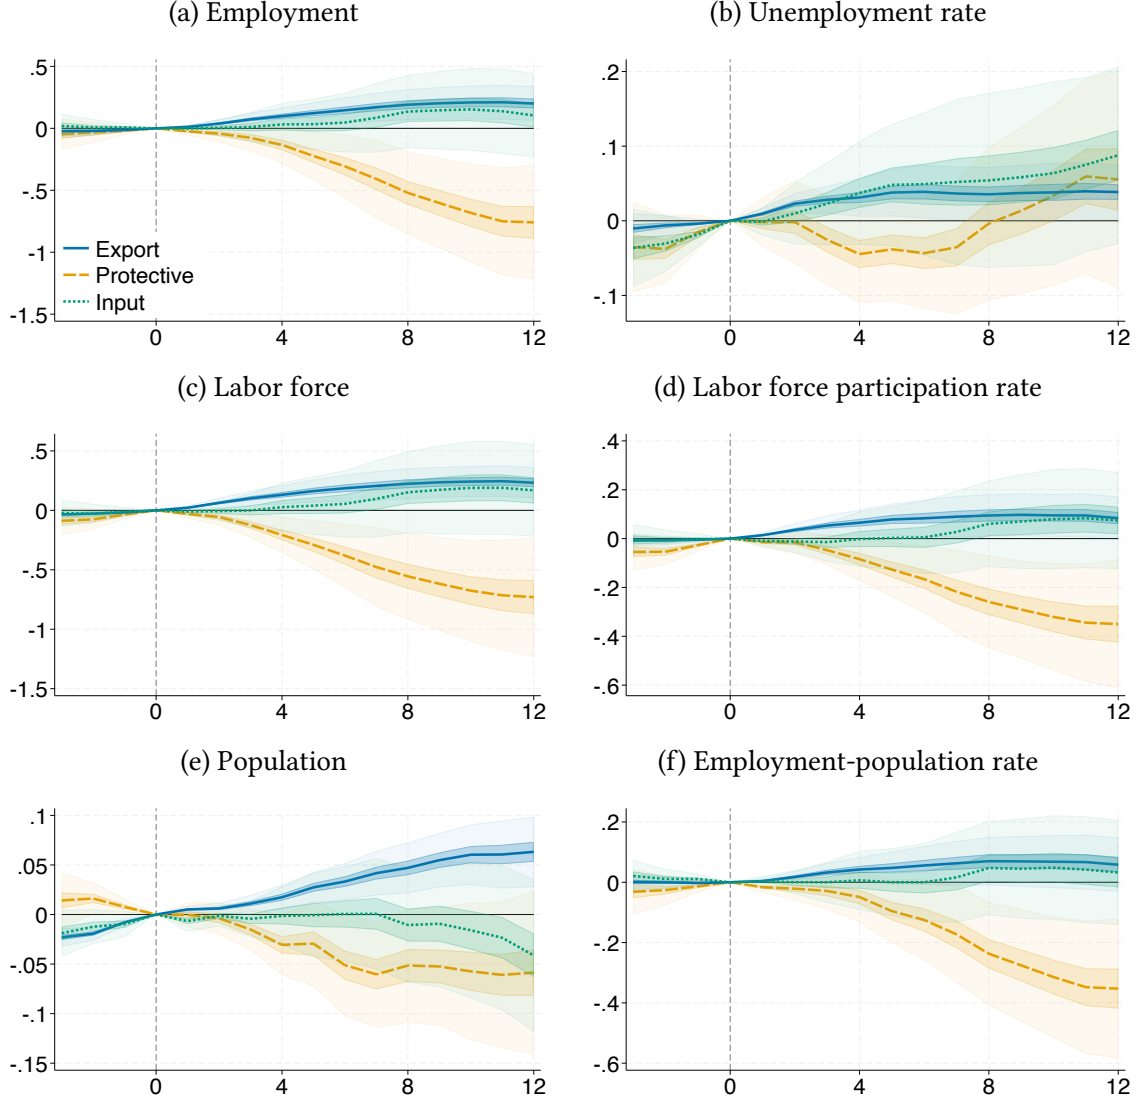 (a) Employment
.5
0
-.5
-1
-1.5
Export
Protective
Input
0 4 8 12
(b) Unemployment rate
.2
.1
0
-.1
0 4 8 12
(c) Labor force
.5
0
-.5
-1
-1.5
0 4 8 12
(d) Labor force participation rate
.4
.2
0
-.2
-.4
-.6
0 4 8 12
(e) Population
.1
.05
0
-.05
-.1
-.15
0 4 8 12
(f) Employment-population rate
.2
0
-.2
-.4
-.6
0 4 8 12